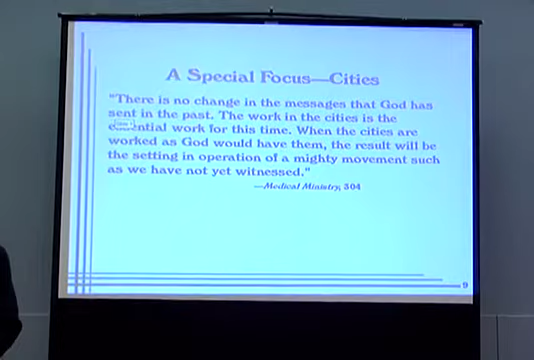 A Special Focus—Cities
"There is no change in the messages that God has
sent in the past. The work in the cities is the
essential work for this time. When the cities are
worked as God would have them, the result will be
the setting in operation of a mighty movement such
as we have not yet witnessed."
—Medical Ministry, 304
9